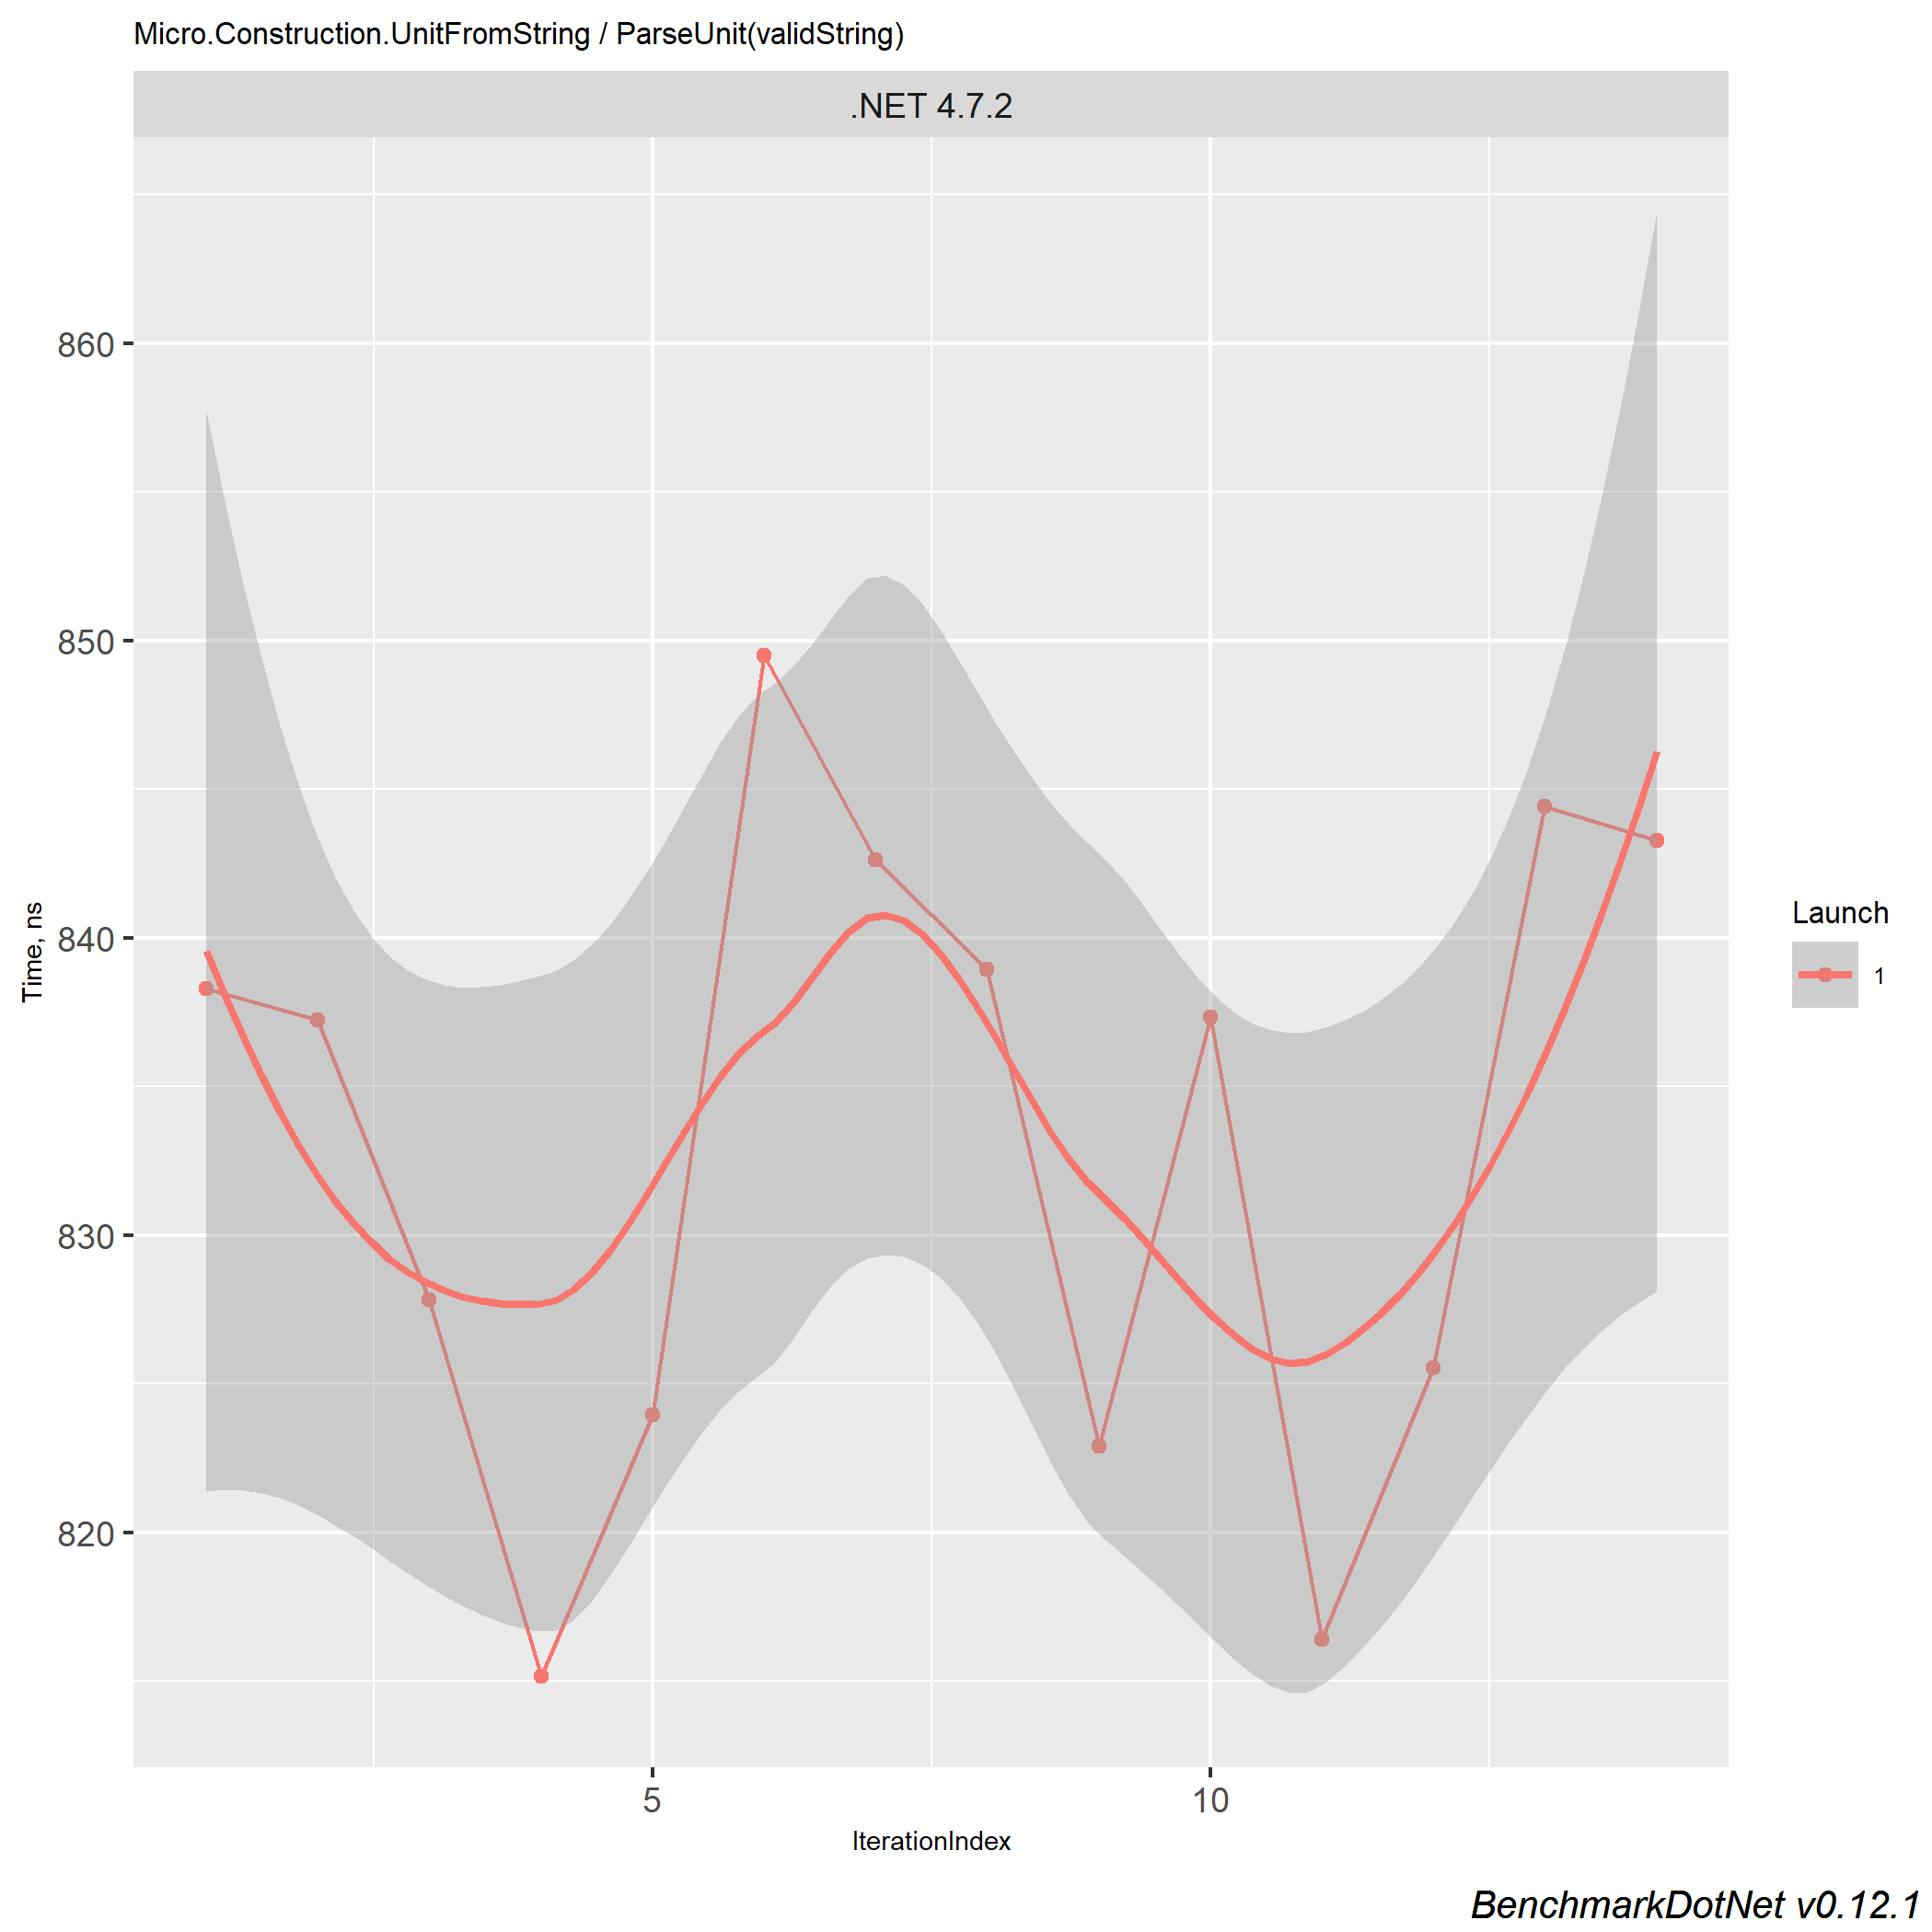 Micro.Construction.UnitFromString / ParseUnit(validString)
.NET 4.7.2
860
850
840
830
820
Time, ns
5
10
IterationIndex
Launch
1
BenchmarkDotNet v0.12.1